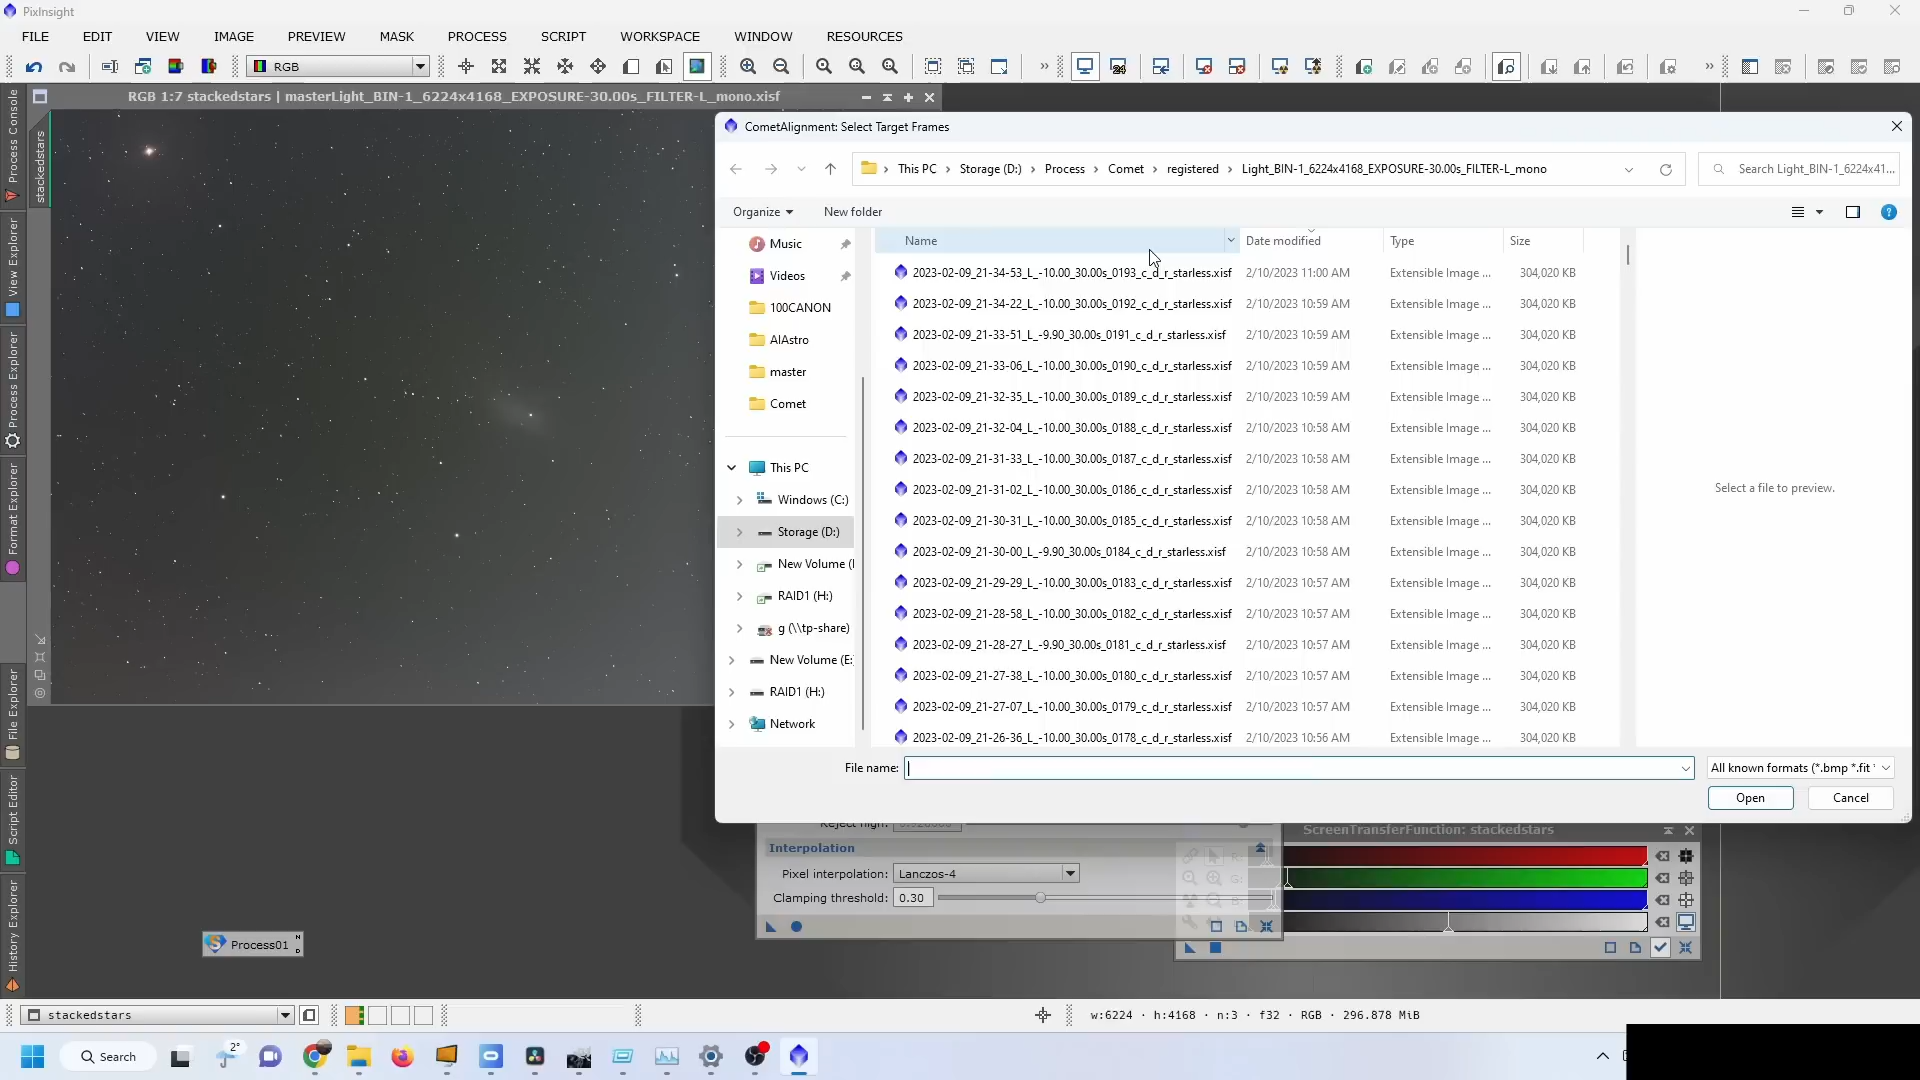 PixInsight
FILE EDIT VIEW IMAGE PREVIEW MASK PROCESS SCRIPT WORKSPACE WINDOW RESOURCES
RGB
24
Process Console
View Explorer
Process Explorer
Format Explorer
File Explorer
Script Editor
History Explorer
RGB 1:7 stackedstars | masterLight_BIN-1_6224x4168_EXPOSURE-30.00s_FILTER-L_mono.xisf
stackedstars
CometAlignment: Select Target Frames
This PC > Storage (D:) > Process > Comet > registered > Light_BIN-1_6224x4168_EXPOSURE-30.00s_FILTER-L_mono
Search Light_BIN-1_6224x41...
Organize New folder
Music
Videos
100CANON
AIAstro
master
Comet
This PC
Windows (C:)
Storage (D:)
New Volume (
RAID1 (H:)
g (\\tp-share)
New Volume (E:
RAID1 (H:)
Network
Name Date modified Type Size
2023-02-09_21-34-53_L_-10.00_30.00s_0193_c_d_r_starless.xisf 2/10/2023 11:00 AM Extensible Image ... 304,020 KB
2023-02-09_21-34-22_L_-10.00_30.00s_0192_c_d_r_starless.xisf 2/10/2023 10:59 AM Extensible Image ... 304,020 KB
2023-02-09_21-33-51_L_-9.90_30.00s_0191_c_d_r_starless.xisf 2/10/2023 10:59 AM Extensible Image ... 304,020 KB
2023-02-09_21-33-06_L_-10.00_30.00s_0190_c_d_r_starless.xisf 2/10/2023 10:59 AM Extensible Image ... 304,020 KB
2023-02-09_21-32-35_L_-10.00_30.00s_0189_c_d_r_starless.xisf 2/10/2023 10:59 AM Extensible Image ... 304,020 KB
2023-02-09_21-32-04_L_-10.00_30.00s_0188_c_d_r_starless.xisf 2/10/2023 10:58 AM Extensible Image ... 304,020 KB
2023-02-09_21-31-33_L_-10.00_30.00s_0187_c_d_r_starless.xisf 2/10/2023 10:58 AM Extensible Image ... 304,020 KB
2023-02-09_21-31-02_L_-10.00_30.00s_0186_c_d_r_starless.xisf 2/10/2023 10:58 AM Extensible Image ... 304,020 KB
2023-02-09_21-30-31_L_-10.00_30.00s_0185_c_d_r_starless.xisf 2/10/2023 10:58 AM Extensible Image ... 304,020 KB
2023-02-09_21-30-00_L_-9.90_30.00s_0184_c_d_r_starless.xisf 2/10/2023 10:58 AM Extensible Image ... 304,020 KB
2023-02-09_21-29-29_L_-10.00_30.00s_0183_c_d_r_starless.xisf 2/10/2023 10:57 AM Extensible Image ... 304,020 KB
2023-02-09_21-28-58_L_-10.00_30.00s_0182_c_d_r_starless.xisf 2/10/2023 10:57 AM Extensible Image ... 304,020 KB
2023-02-09_21-28-27_L_-9.90_30.00s_0181_c_d_r_starless.xisf 2/10/2023 10:57 AM Extensible Image ... 304,020 KB
2023-02-09_21-27-38_L_-10.00_30.00s_0180_c_d_r_starless.xisf 2/10/2023 10:57 AM Extensible Image ... 304,020 KB
2023-02-09_21-27-07_L_-10.00_30.00s_0179_c_d_r_starless.xisf 2/10/2023 10:57 AM Extensible Image ... 304,020 KB
2023-02-09_21-26-36_L_-10.00_30.00s_0178_c_d_r_starless.xisf 2/10/2023 10:56 AM Extensible Image ... 304,020 KB
Select a file to preview.
File name:
All known formats (*.bmp *.fit *
Open Cancel
Reject high:
Interpolation
Pixel interpolation: Lanczos-4
Clamping threshold: 0.30
ScreenTransferFunction: stackedstars
R:
G:
Process01
N
D
stackedstars
w:6224 · h:4168 · n:3 · f32 · RGB · 296.878 MiB
Search
2°